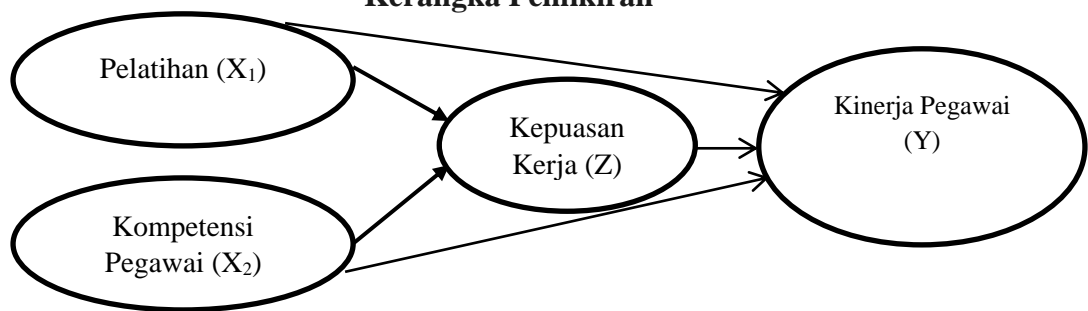 Kerangka Pemikiran
Pelatihan (X₁)
Kepuasan
Kerja (Z)
Kinerja Pegawai
(Y)
Kompetensi
Pegawai (X₂)